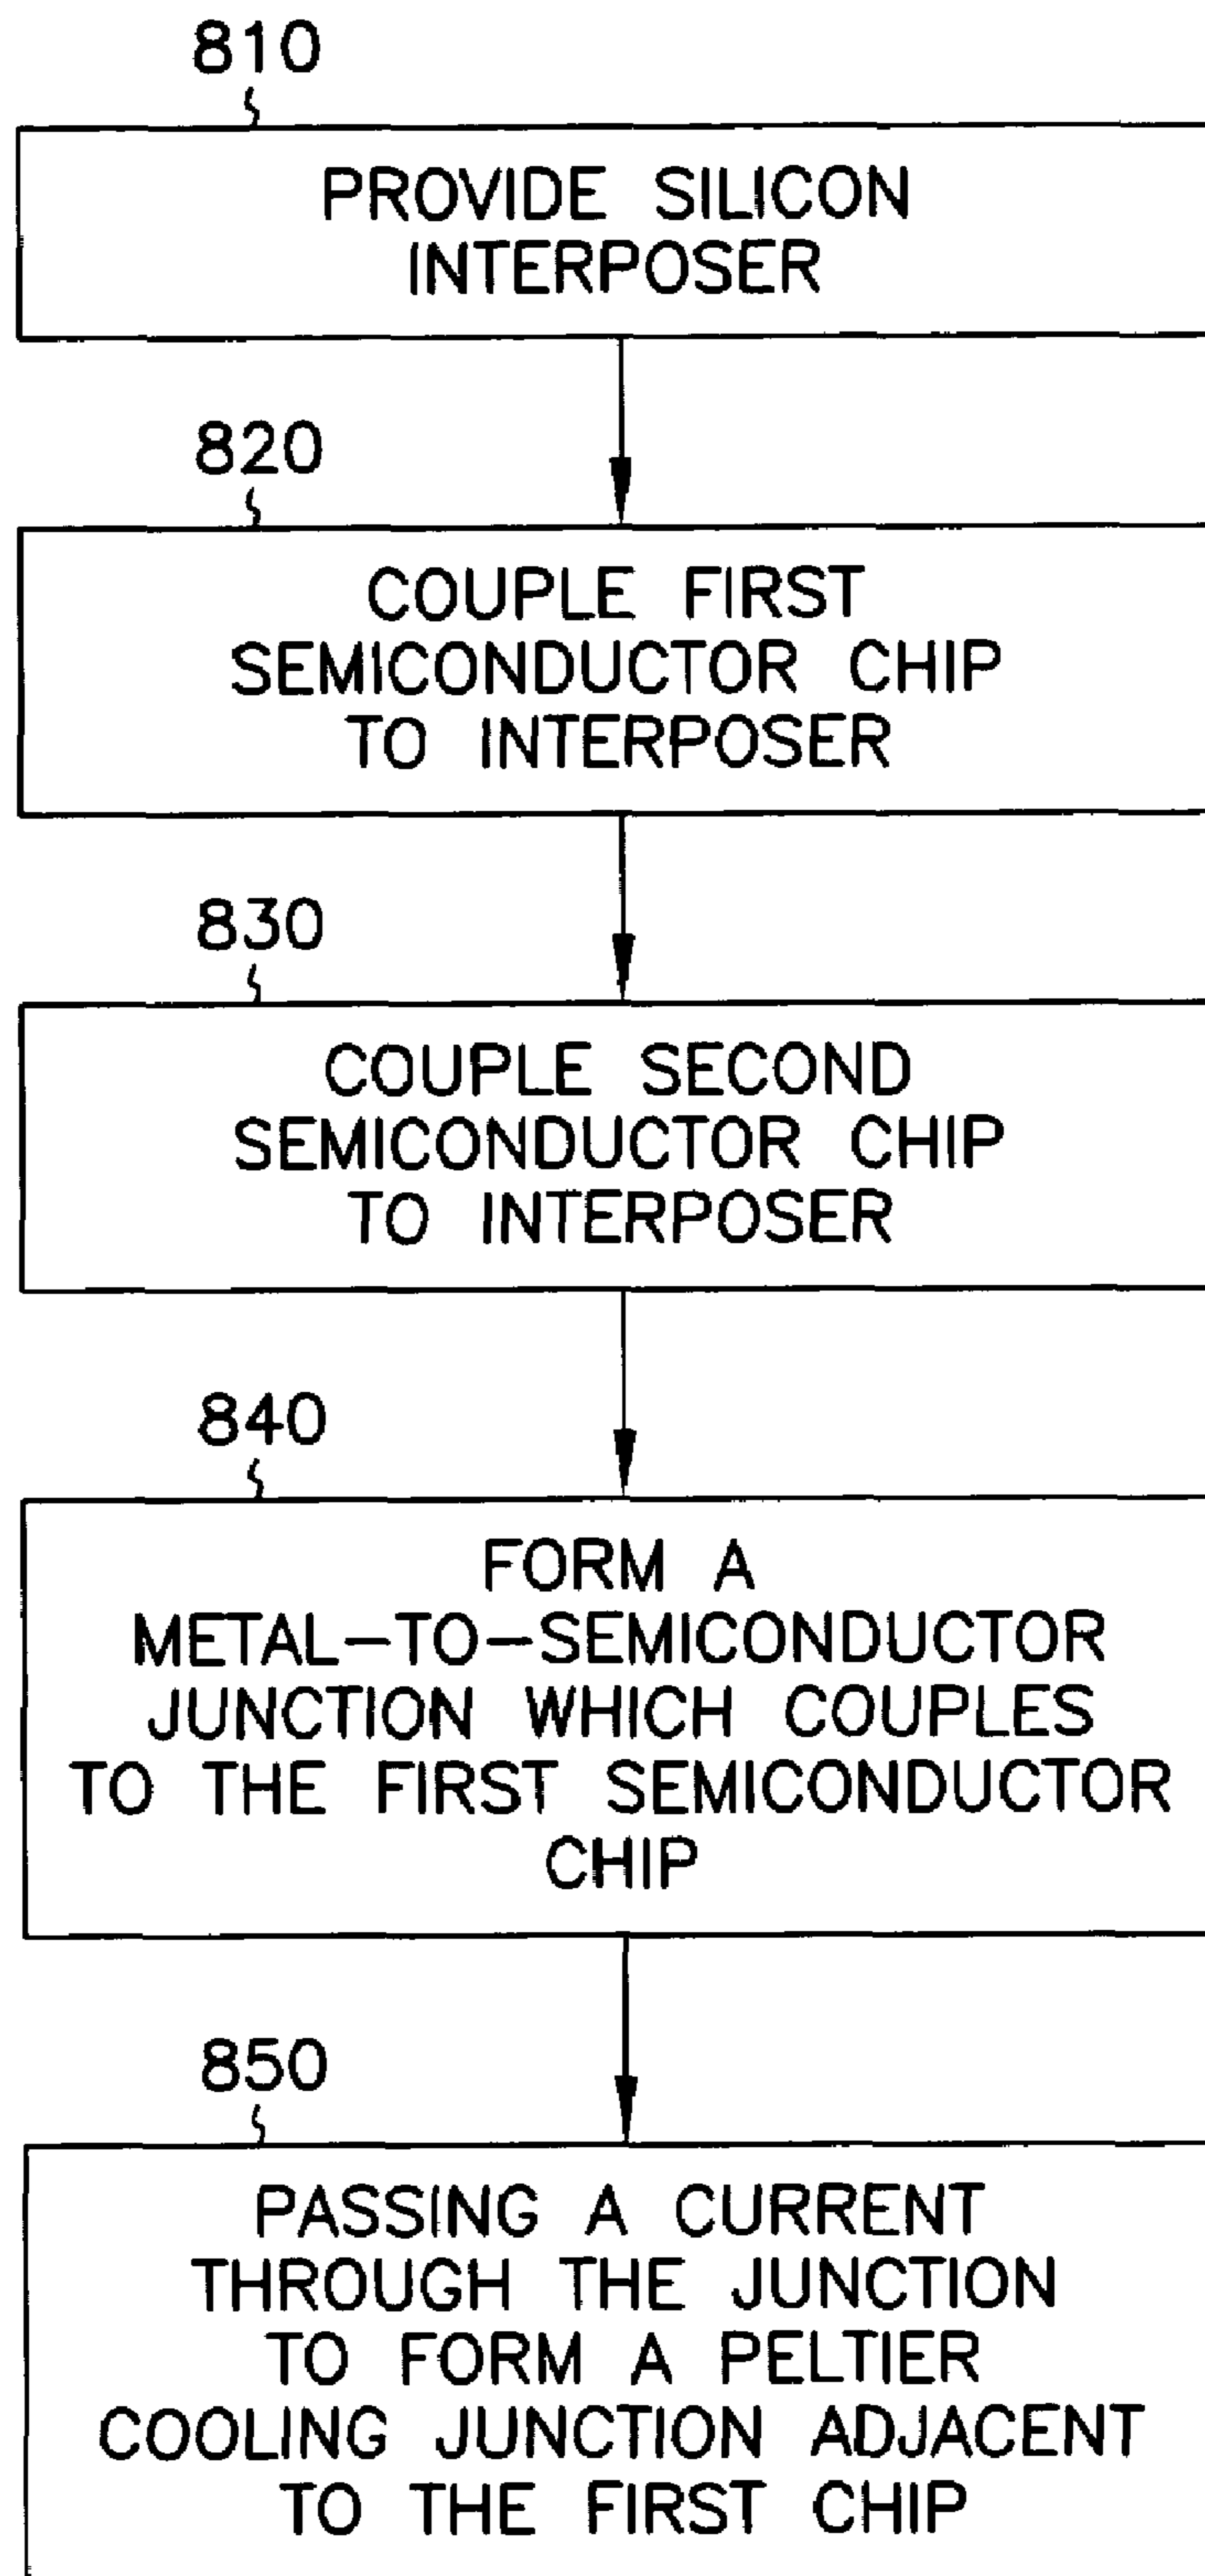 810
PROVIDE SILICON
INTERPOSER
820
COUPLE FIRST
SEMICONDUCTOR CHIP
TO INTERPOSER
830
COUPLE SECOND
SEMICONDUCTOR CHIP
TO INTERPOSER
840
FORM A
METAL-TO-SEMICONDUCTOR
JUNCTION WHICH COUPLES
TO THE FIRST SEMICONDUCTOR
CHIP
850
PASSING A CURRENT
THROUGH THE JUNCTION
TO FORM A PELTIER
COOLING JUNCTION ADJACENT
TO THE FIRST CHIP